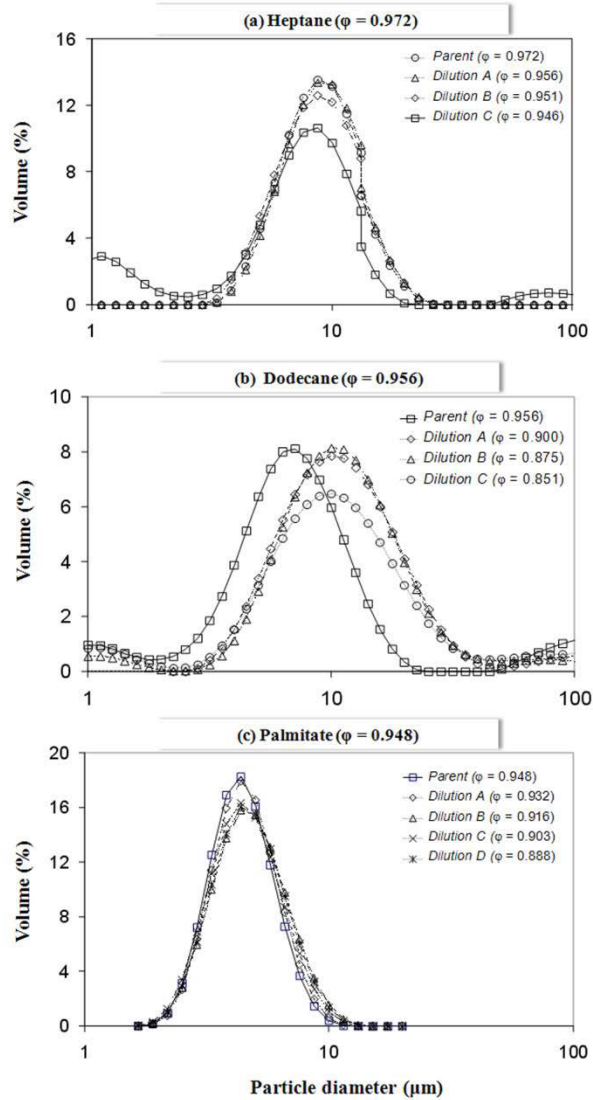 (a) Heptane (φ = 0.972)
16
12
8
4
0
1
10
100
Volume (%)
Parent (φ = 0.972)
Dilution A (φ = 0.956)
Dilution B (φ = 0.951)
Dilution C (φ = 0.946)
(b) Dodecane (φ = 0.956)
10
8
6
4
2
0
1
10
100
Volume (%)
Parent (φ = 0.956)
Dilution A (φ = 0.900)
Dilution B (φ = 0.875)
Dilution C (φ = 0.851)
(c) Palmitate (φ = 0.948)
20
16
12
8
4
0
1
10
100
Volume (%)
Parent (φ = 0.948)
Dilution A (φ = 0.932)
Dilution B (φ = 0.916)
Dilution C (φ = 0.903)
Dilution D (φ = 0.888)
Particle diameter (μm)